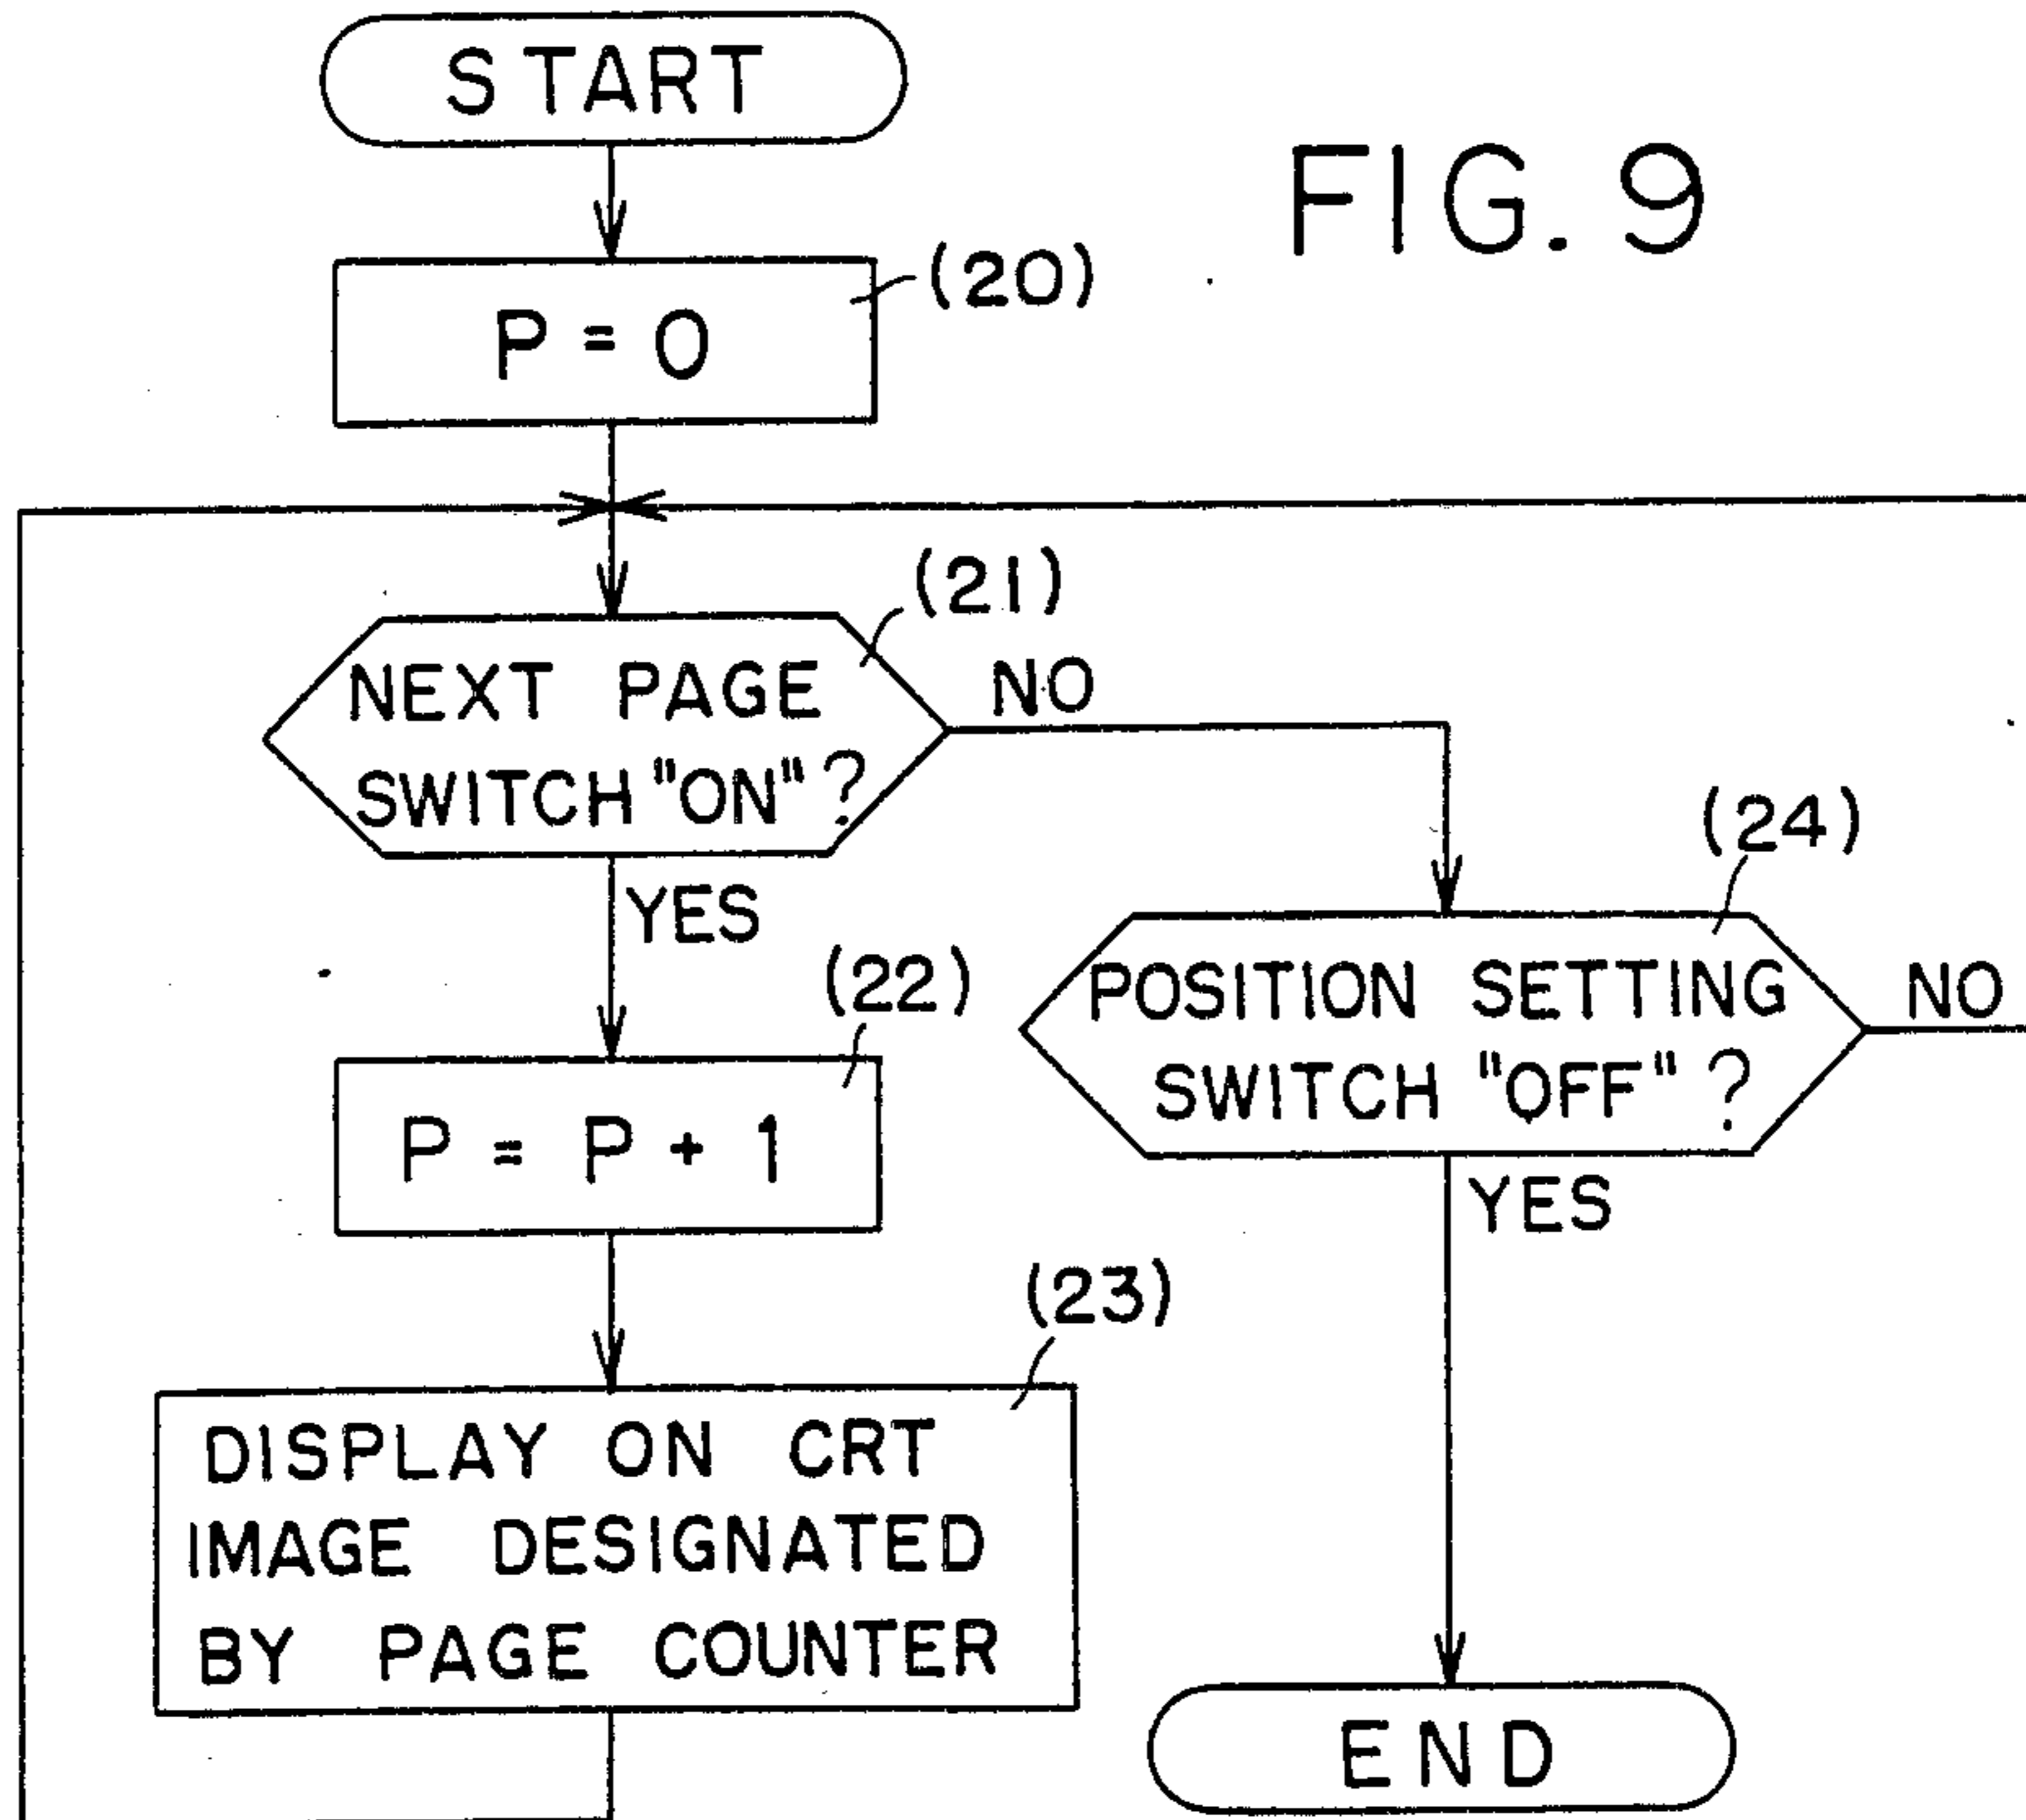 START
FIG. 9
(20)
P = 0
(21)
NEXT PAGE
SWITCH "ON" ?
NO
YES
(24)
POSITION SETTING
SWITCH "OFF" ?
NO
YES
(22)
P = P + 1
(23)
DISPLAY ON CRT
IMAGE DESIGNATED
BY PAGE COUNTER
END